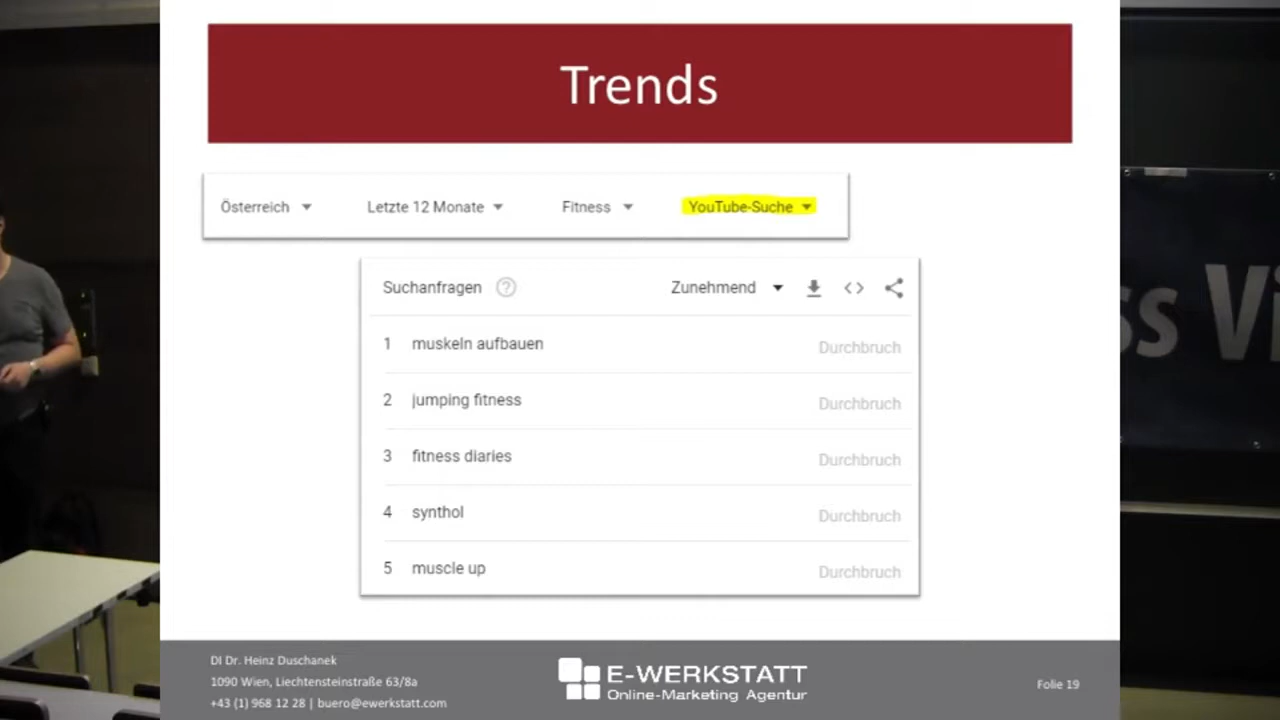 Trends
Österreich Letzte 12 Monate Fitness YouTube-Suche
Suchanfragen ? Zunehmend
1 muskeln aufbauen Durchbruch
2 jumping fitness Durchbruch
3 fitness diaries Durchbruch
4 synthol Durchbruch
5 muscle up Durchbruch
ss Vi
DI Dr. Heinz Duschanek
1090 Wien, Liechtensteinstraße 63/8a
+43 (1) 968 12 28 | buero@ewerkstatt.com
E-WERKSTATT
Online-Marketing Agentur
Folie 19